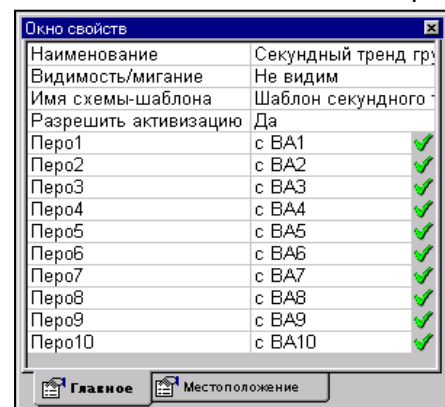 Окно свойств
Наименование Секундный тренд гру
Видимость/мигание Не видим
Имя схемы-шаблона Шаблон секундного
Разрешить активизацию Да
Перо1 с ВА1
Перо2 с ВА2
Перо3 с ВА3
Перо4 с ВА4
Перо5 с ВА5
Перо6 с ВА6
Перо7 с ВА7
Перо8 с ВА8
Перо9 с ВА9
Перо10 с ВА10
Главное Местоположение